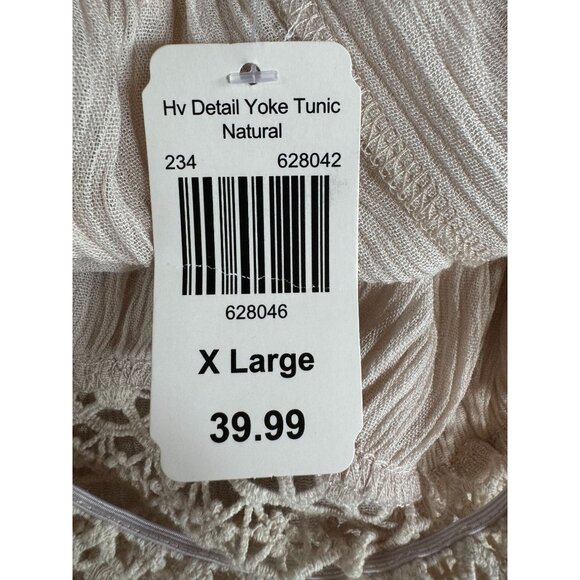 Hv Detail Yoke Tunic
Natural
234 628042
628046
X Large
39.99